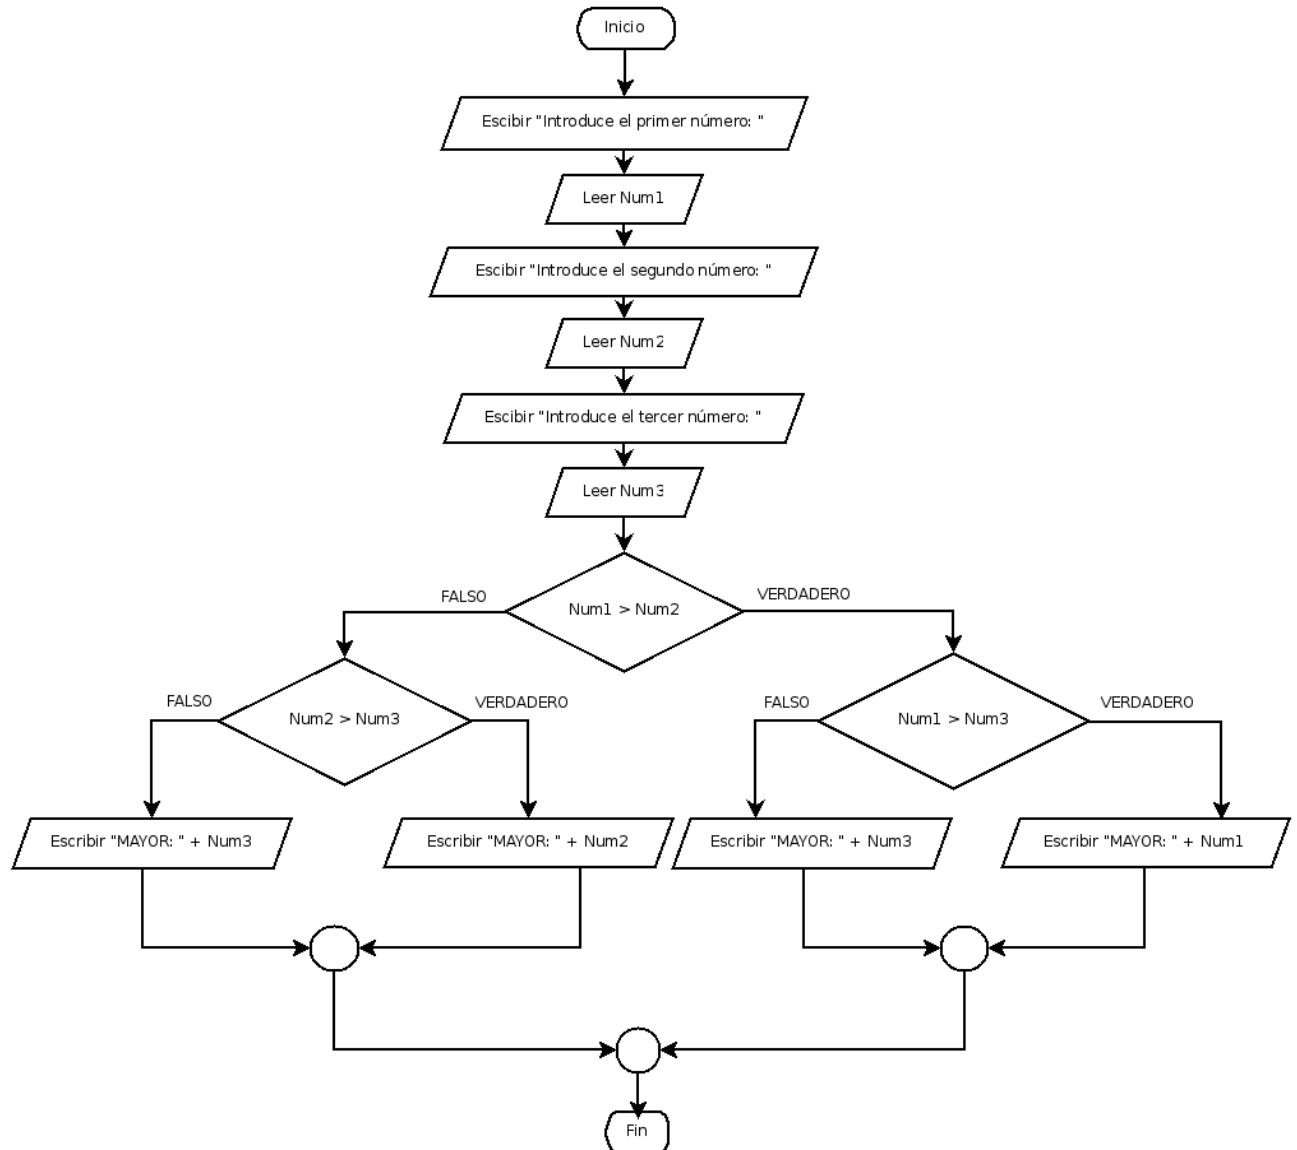 Inicio
Escibir "Introduce el primer número: "
Leer Num1
Escibir "Introduce el segundo número: "
Leer Num2
Escibir "Introduce el tercer número: "
Leer Num3
FALSO
Num1 > Num2
VERDADERO
FALSO
Num2 > Num3
VERDADERO
FALSO
Num1 > Num3
VERDADERO
Escribir "MAYOR: " + Num3
Escribir "MAYOR: " + Num2
Escribir "MAYOR: " + Num3
Escribir "MAYOR: " + Num1
Fin